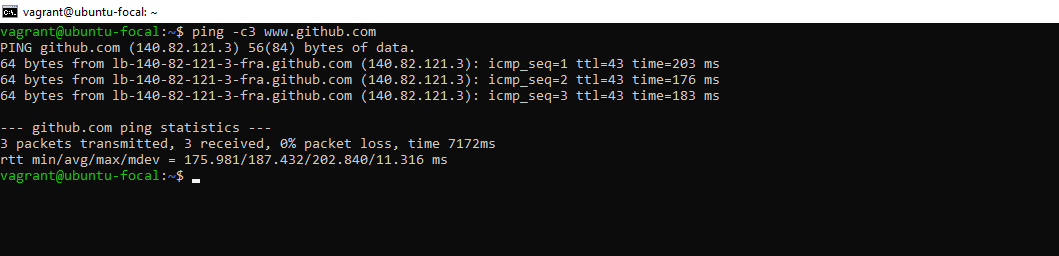 vagrant@ubuntu-focal: ~
vagrant@ubuntu-focal:~$ ping -c3 www.github.com
PING github.com (140.82.121.3) 56(84) bytes of data.
64 bytes from lb-140-82-121-3-fra.github.com (140.82.121.3): icmp_seq=1 ttl=43 time=203 ms
64 bytes from lb-140-82-121-3-fra.github.com (140.82.121.3): icmp_seq=2 ttl=43 time=176 ms
64 bytes from lb-140-82-121-3-fra.github.com (140.82.121.3): icmp_seq=3 ttl=43 time=183 ms
--- github.com ping statistics ---
3 packets transmitted, 3 received, 0% packet loss, time 7172ms
rtt min/avg/max/mdev = 175.981/187.432/202.840/11.316 ms
vagrant@ubuntu-focal:~$